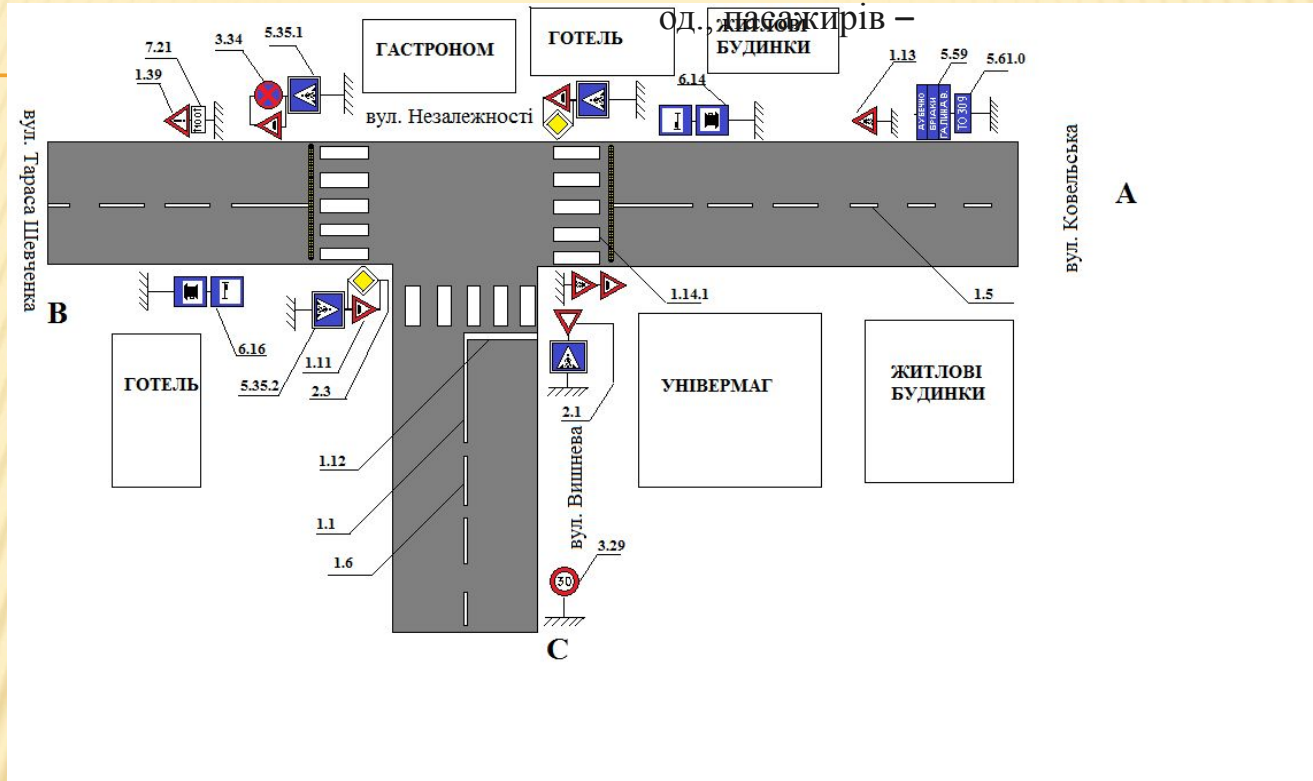 од., пасажирів –
7.21
3.34
5.35.1
1.39
ГАСТРОНОМ
ГОТЕЛЬ
ЖИТЛОВІ
БУДИНКИ
6.14
1.13
5.59
5.61.0
ДУБЕЧНО
БРІДКИ
ГАЛИНА В.
ТО 309
вул. Незалежності
вул. Тараса Шевченка
вул. Ковельська
А
В
6.16
5.35.2
1.11
2.3
1.14.1
1.5
ГОТЕЛЬ
УНІВЕРМАГ
ЖИТЛОВІ
БУДИНКИ
2.1
1.12
1.1
1.6
вул. Вишнева
3.29
30
С